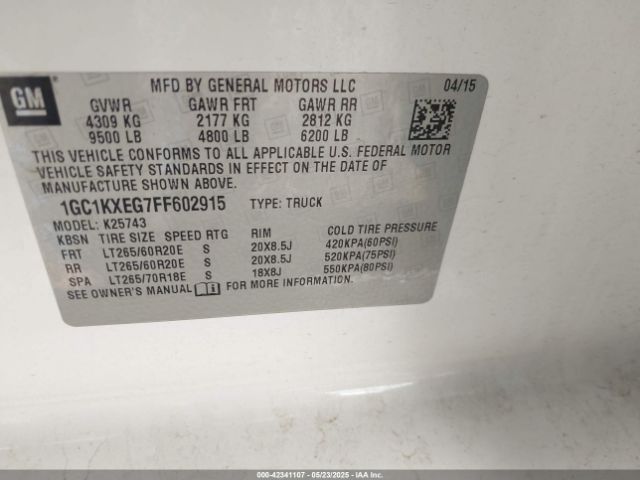 GM
MFD BY GENERAL MOTORS LLC 04/15
GVWR GAWR FRT GAWR RR
4309 KG 2177 KG 2812 KG
9500 LB 4800 LB 6200 LB
THIS VEHICLE CONFORMS TO ALL APPLICABLE U.S. FEDERAL MOTOR
VEHICLE SAFETY STANDARDS IN EFFECT ON THE DATE OF
MANUFACTURE SHOWN ABOVE.
1GC1KXEG7FF602915 TYPE: TRUCK
MODEL: K25743
KBSN TIRE SIZE SPEED RTG RIM COLD TIRE PRESSURE
FRT LT265/60R20E S 20X8.5J 420KPA(60PSI)
RR LT265/60R20E S 20X8.5J 520KPA(75PSI)
SPA LT265/70R18E S 18X8J 550KPA(80PSI)
SEE OWNER'S MANUAL FOR MORE INFORMATION.
000-42341107 - 05/23/2025 - IAAI.COM